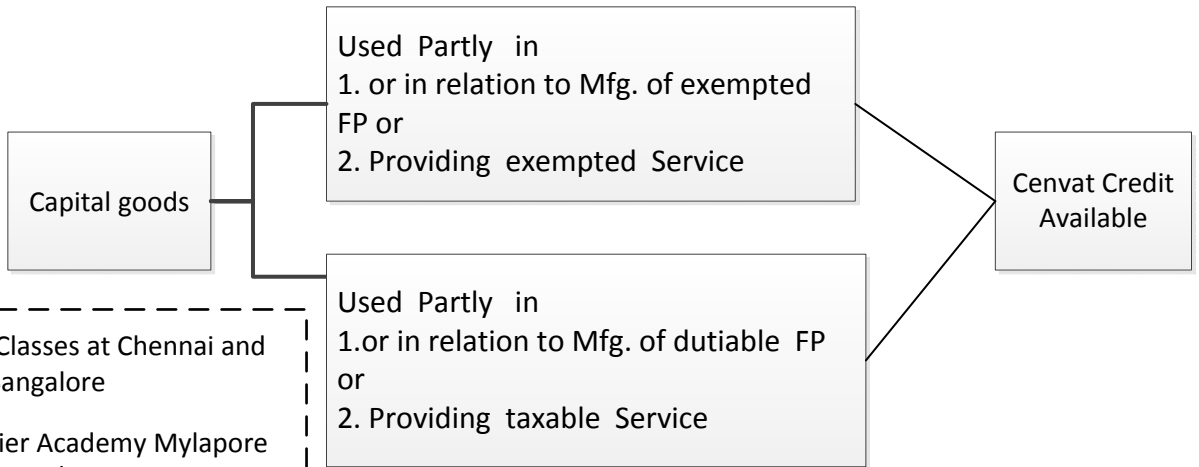 Used Partly in
1. or in relation to Mfg. of exempted
FP or
2. Providing exempted Service
Capital goods
Cenvat Credit
Available
Used Partly in
1.or in relation to Mfg. of dutiable FP
or
2. Providing taxable Service
Classes at Chennai and
angalore
ier Academy Mylapore